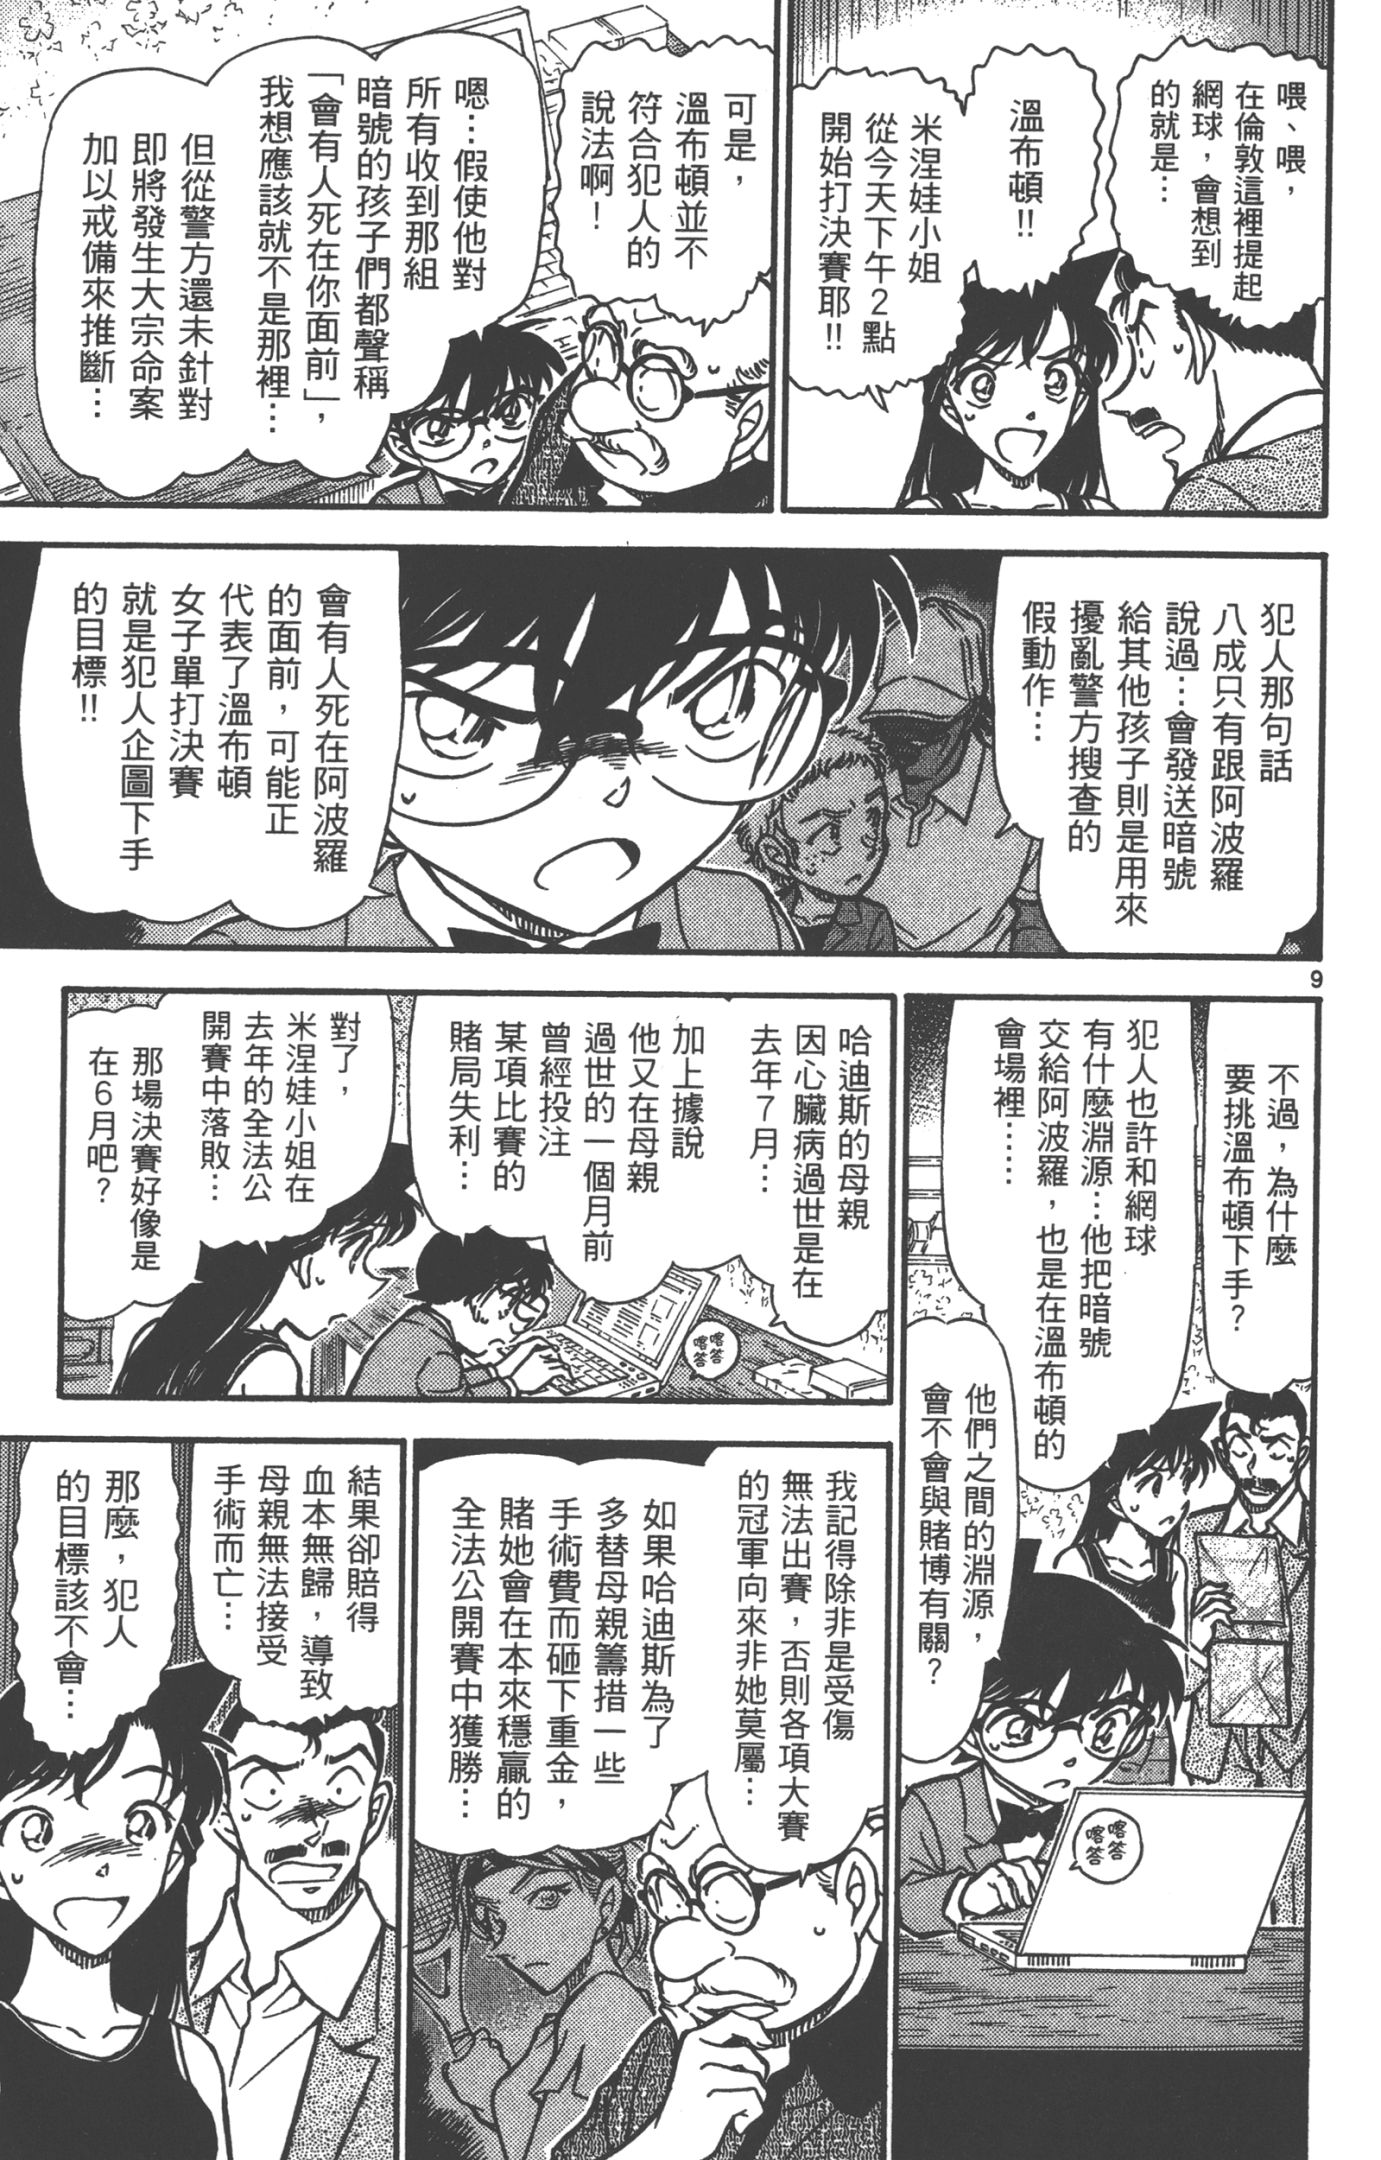 喂、喂，
在倫敦這裡提起
網球，會想到
的就是…
溫布頓!!
米涅娃小姐
從今天下午2點
開始打決賽耶!!
可是，
溫布頓並不
符合犯人的
說法啊！
嗯…假使他對
所有收到那組
暗號的孩子們都聲稱
「會有人死在你面前」，
我想應該就不是那裡…
但從警方還未針對
即將發生大宗命案
加以戒備來推斷…
犯人那句話
八成只有跟阿波羅
說過…會發送暗號
給其他孩子則是用來
擾亂警方搜查的
假動作…
會有人死在阿波羅
的面前，可能正
代表了溫布頓
女子單打決賽
就是犯人企圖下手
的目標!!
9
不過，為什麼
要挑溫布頓下手？
犯人也許和網球
有什麼淵源…他把暗號
交給阿波羅，也是在溫布頓的
會場裡……
他們之間的淵源，
會不會與賭博有關？
喀答
喀答
哈迪斯的母親
因心臟病過世是在
去年7月…
加上據說
他又在母親
過世的一個月前
曾經投注
某項比賽的
賭局失利…
喀答
喀答
對了，
米涅娃小姐在
去年的全法公
開賽中落敗…
那場決賽好像是
在6月吧？
我記得除非是受傷
無法出賽，否則各項大賽
的冠軍向來非她莫屬…
如果哈迪斯為了
多替母親籌措一些
手術費而砸下重金，
賭她會在本來穩贏的
全法公開賽中獲勝…
結果卻賠得
血本無歸，導致
母親無法接受
手術而亡…
那麼，犯人
的目標該不會…